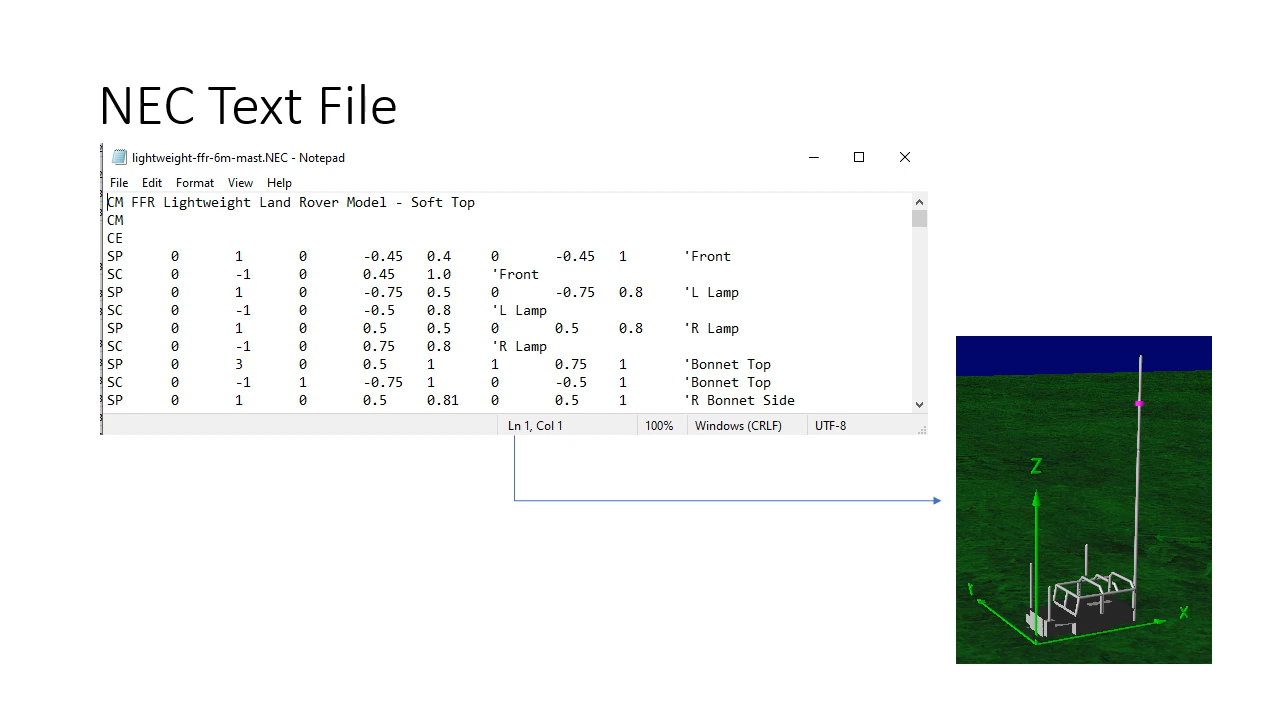 NEC Text File
lightweight-ffr-6m-mast.NEC - Notepad
File Edit Format View Help
CM FFR Lightweight Land Rover Model - Soft Top
CM
CE
SP 0 1 0 -0.45 0.4 0 -0.45 1 'Front
SC 0 -1 0 0.45 1.0 'Front
SP 0 1 0 -0.75 0.5 0 -0.75 0.8 'L Lamp
SC 0 -1 0 -0.5 0.8 'L Lamp
SP 0 1 0 0.5 0.5 0 0.5 0.8 'R Lamp
SC 0 -1 0 0.75 0.8 'R Lamp
SP 0 3 0 0.5 1 1 0.75 1 'Bonnet Top
SC 0 -1 1 -0.75 1 0 -0.5 1 'Bonnet Top
SP 0 1 0 0.5 0.81 0 0.5 1 'R Bonnet Side
Ln 1, Col 1 100% Windows (CRLF) UTF-8
Z
Y
X